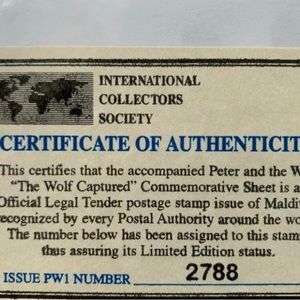 INTERNATIONAL
COLLECTORS
SOCIETY
CERTIFICATE OF AUTHENTICIT
This certifies that the accompanied Peter and the W
"The Wolf Captured" Commemorative Sheet is a
Official Legal Tender postage stamp issue of Maldiv
recognized by every Postal Authority around the wo
The number below has been assigned to this stam
thus assuring its Limited Edition status.
ISSUE PW1 NUMBER 2788